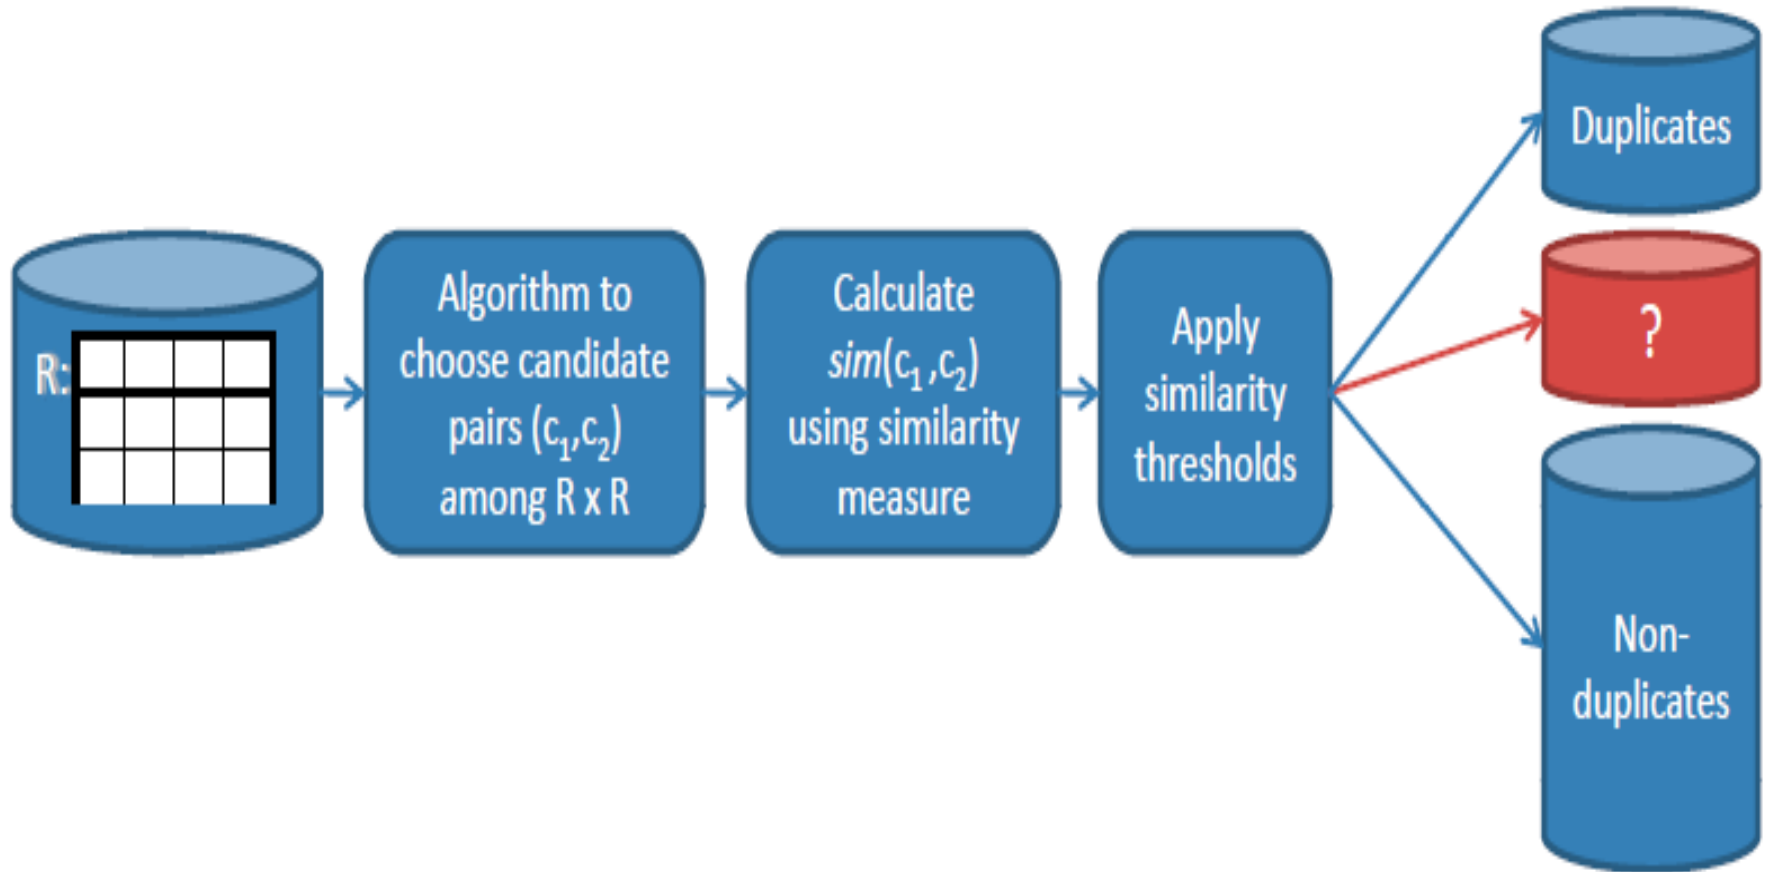 R:
Algorithm to
choose candidate
pairs (c₁,c₂)
among R x R
Calculate
sim(c₁,c₂)
using similarity
measure
Apply
similarity
thresholds
Duplicates
?
Non-
duplicates